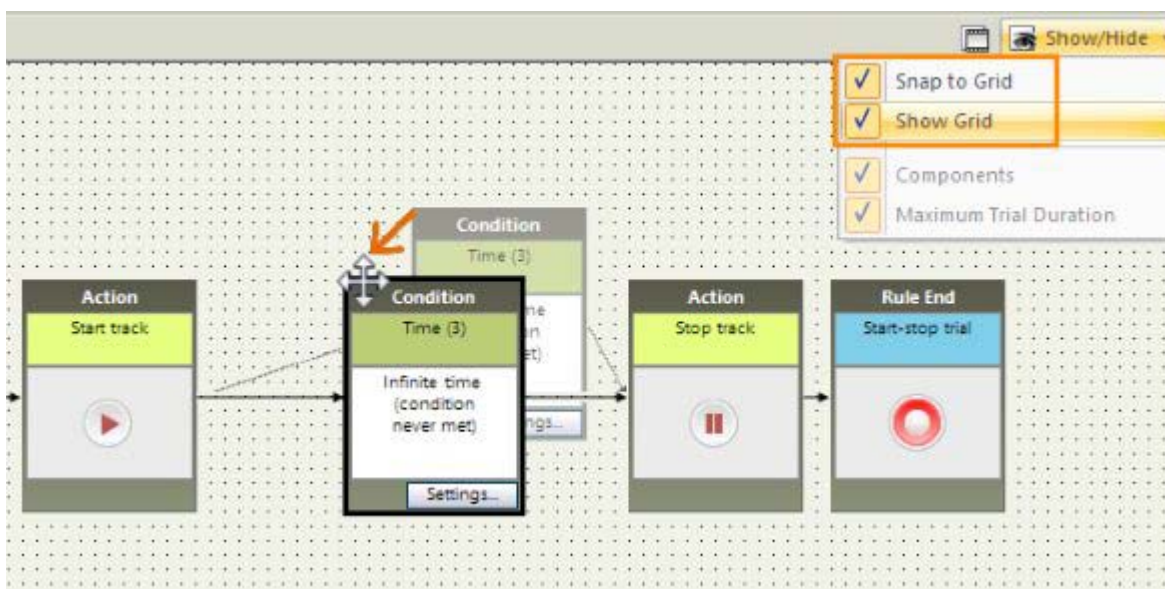 Show/Hide
Snap to Grid
Show Grid
Components
Maximum Trial Duration
Condition
Time (3)
Action
Start track
Condition
Time (3)
Infinite time
(condition
never met)
Settings...
Action
Stop track
Rule End
Start-stop trial